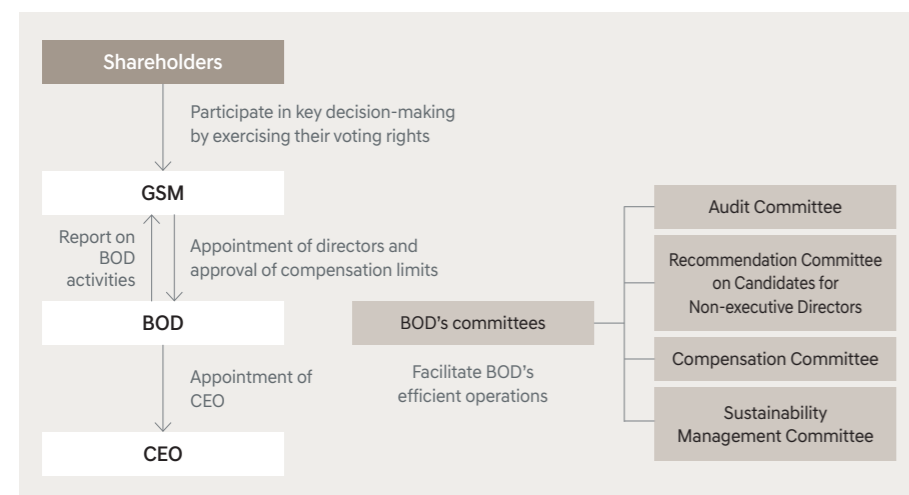 Shareholders
Participate in key decision-making
by exercising their voting rights
GSM
Report on
BOD
activities
Appointment of directors and
approval of compensation limits
BOD
Appointment of
CEO
CEO
BOD's committees
Facilitate BOD's
efficient operations
Audit Committee
Recommendation Committee
on Candidates for
Non-executive Directors
Compensation Committee
Sustainability
Management Committee